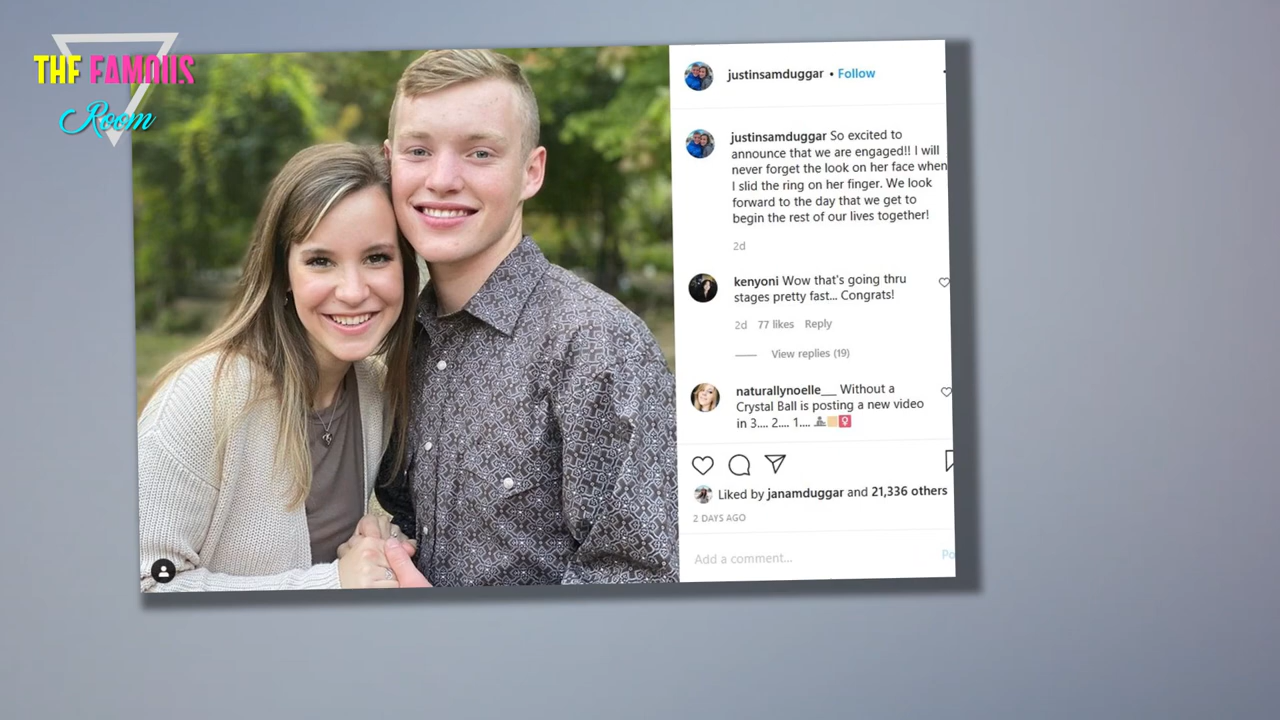 THE FAMOUS
Room
justinsamduggar • Follow
justinsamduggar So excited to
announce that we are engaged!! I will
never forget the look on her face when
I slid the ring on her finger. We look
forward to the day that we get to
begin the rest of our lives together!
2d
kenyoni Wow that's going thru
stages pretty fast... Congrats!
2d 77 likes Reply
View replies (19)
naturallynoelle__ Without a
Crystal Ball is posting a new video
in 3.... 2.... 1....
Liked by janamduggar and 21,336 others
2 DAYS AGO
Add a comment... Po